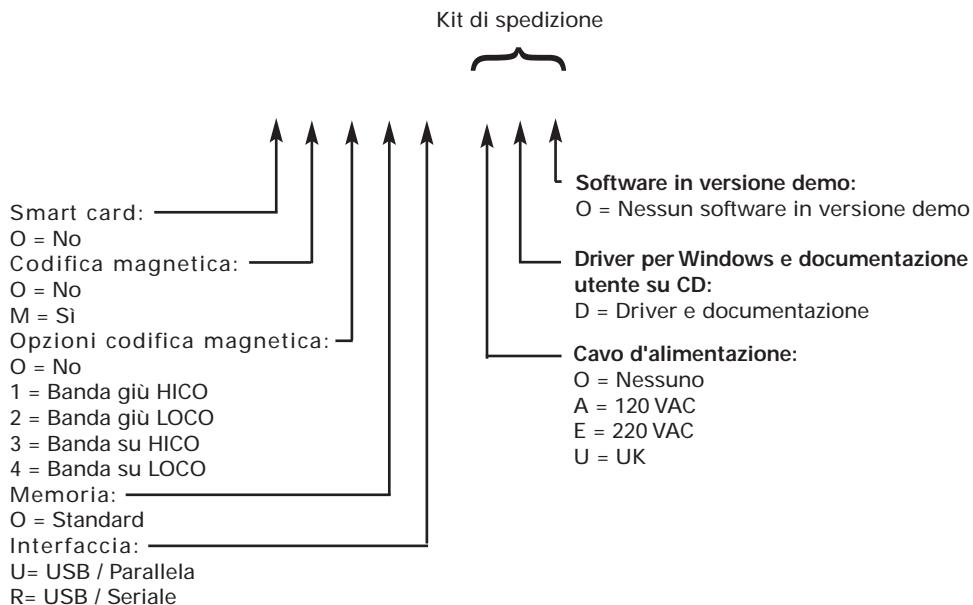 Kit di spedizione
Smart card:
O = No
Codifica magnetica:
O = No
M = Sì
Opzioni codifica magnetica:
O = No
1 = Banda giù HICO
2 = Banda giù LOCO
3 = Banda su HICO
4 = Banda su LOCO
Memoria:
O = Standard
Interfaccia:
U= USB / Parallela
R= USB / Seriale
Software in versione demo:
O = Nessun software in versione demo
Driver per Windows e documentazione
utente su CD:
D = Driver e documentazione
Cavo d'alimentazione:
O = Nessuno
A = 120 VAC
E = 220 VAC
U = UK